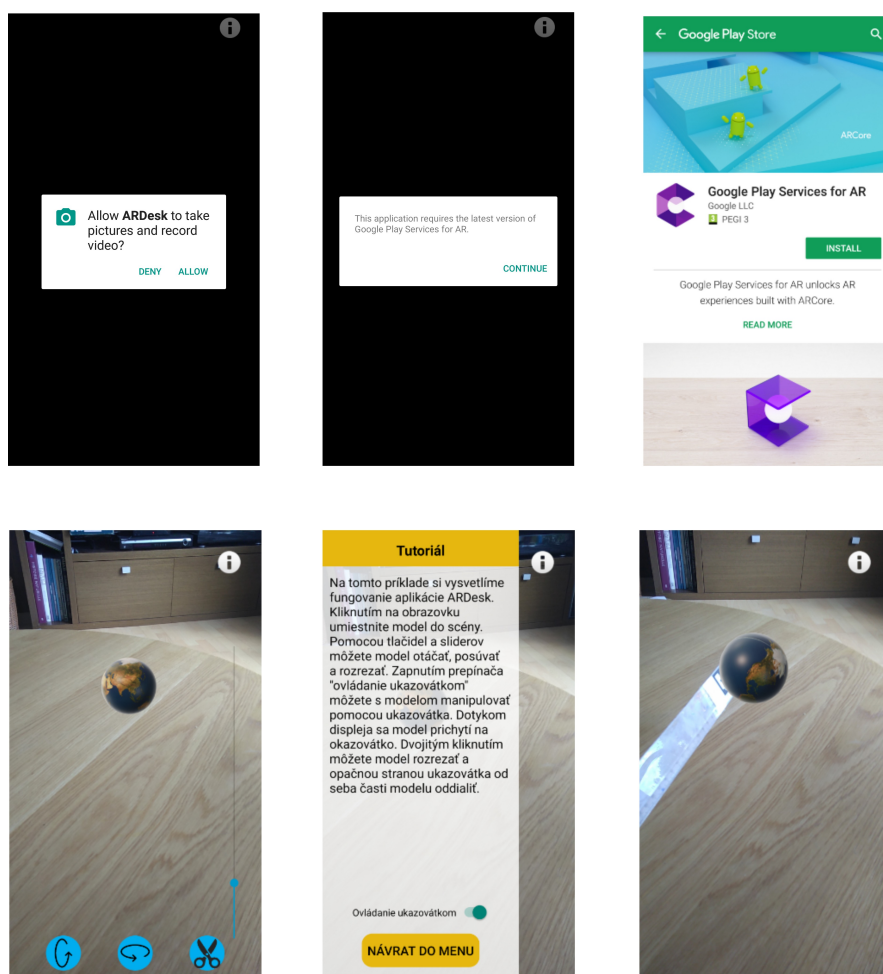 Allow ARDesk to take
pictures and record
video?
DENY ALLOW
This application requires the latest version of
Google Play Services for AR.
CONTINUE
Google Play Store
ARCore
Google Play Services for AR
Google LLC
3 PEGI 3
INSTALL
Google Play Services for AR unlocks AR
experiences built with ARCore.
READ MORE
Tutoriál
Na tomto príklade si vysvetlíme
fungovanie aplikácie ARDesk.
Kliknutím na obrazovku
umiestnite model do scény.
Pomocou tlačidel a sliderov
môžete model otáčať, posúvať
a rozrezať. Zapnutím prepínača
"ovládanie ukazovátkom"
môžete s modelom manipulovať
pomocou ukazovátka. Dotykom
displeja sa model prichytí na
okazovátko. Dvojitým kliknutím
môžete model rozrezať a
opačnou stranou ukazovátka od
seba časti modelu oddialiť.
Ovládanie ukazovátkom
NÁVRAT DO MENU